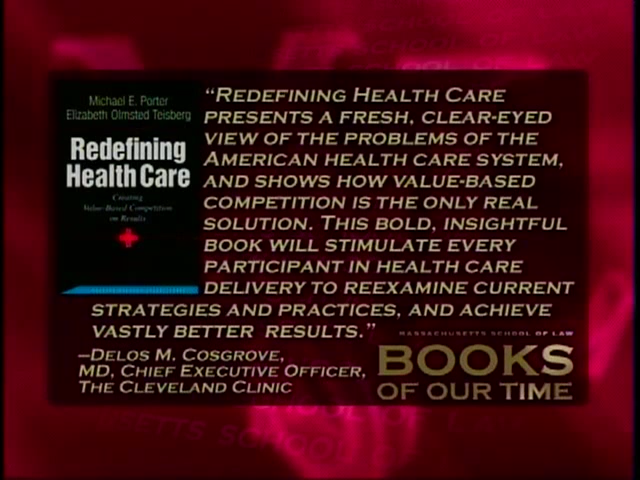 Michael E. Porter
Elizabeth Olmsted Teisberg
Redefining
Health Care
Creating
Value-Based Competition
on Results
“REDEFINING HEALTH CARE
PRESENTS A FRESH, CLEAR-EYED
VIEW OF THE PROBLEMS OF THE
AMERICAN HEALTH CARE SYSTEM,
AND SHOWS HOW VALUE-BASED
COMPETITION IS THE ONLY REAL
SOLUTION. THIS BOLD, INSIGHTFUL
BOOK WILL STIMULATE EVERY
PARTICIPANT IN HEALTH CARE
DELIVERY TO REEXAMINE CURRENT
STRATEGIES AND PRACTICES, AND ACHIEVE
VASTLY BETTER RESULTS.”
–DELOS M. COSGROVE,
MD, CHIEF EXECUTIVE OFFICER,
THE CLEVELAND CLINIC
MASSACHUSETTS SCHOOL OF LAW
BOOKS
OF OUR TIME